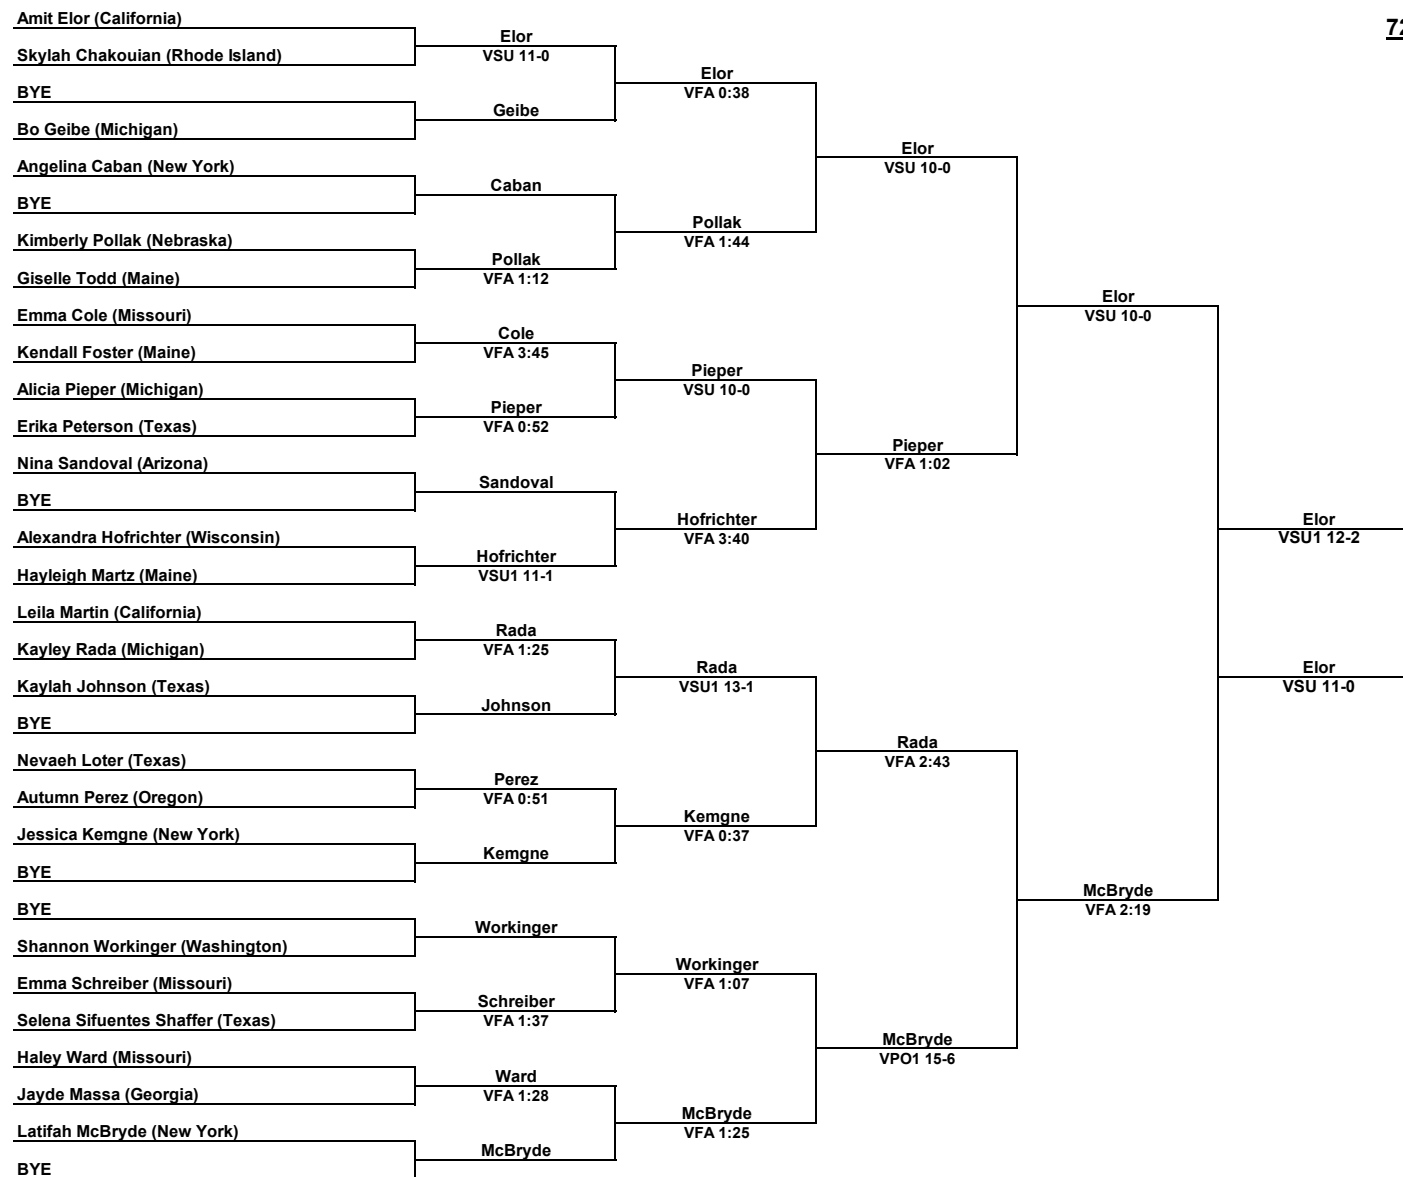 Amit Elor (California)
72
Elor
Skylah Chakouian (Rhode Island)
VSU 11-0
Elor
BYE
VFA 0:38
Geibe
Bo Geibe (Michigan)
Elor
Angelina Caban (New York)
VSU 10-0
Caban
BYE
Pollak
Kimberly Pollak (Nebraska)
VFA 1:44
Pollak
Giselle Todd (Maine)
VFA 1:12
Elor
Emma Cole (Missouri)
VSU 10-0
Cole
Kendall Foster (Maine)
VFA 3:45
Pieper
Alicia Pieper (Michigan)
VSU 10-0
Pieper
Erika Peterson (Texas)
VFA 0:52
Pieper
Nina Sandoval (Arizona)
VFA 1:02
Sandoval
BYE
Hofrichter
Elor
Alexandra Hofrichter (Wisconsin)
VFA 3:40
VSU1 12-2
Hofrichter
Hayleigh Martz (Maine)
VSU1 11-1
Leila Martin (California)
Rada
Kayley Rada (Michigan)
VFA 1:25
Rada
Elor
Kaylah Johnson (Texas)
VSU1 13-1
VSU 11-0
Johnson
BYE
Rada
Nevaeh Loter (Texas)
VFA 2:43
Perez
Autumn Perez (Oregon)
VFA 0:51
Kemgne
Jessica Kemgne (New York)
VFA 0:37
Kemgne
BYE
McBryde
BYE
VFA 2:19
Workinger
Shannon Workinger (Washington)
Workinger
Emma Schreiber (Missouri)
VFA 1:07
Schreiber
Selena Sifuentes Shaffer (Texas)
VFA 1:37
McBryde
Haley Ward (Missouri)
VPO1 15-6
Ward
Jayde Massa (Georgia)
VFA 1:28
McBryde
Latifah McBryde (New York)
VFA 1:25
McBryde
BYE